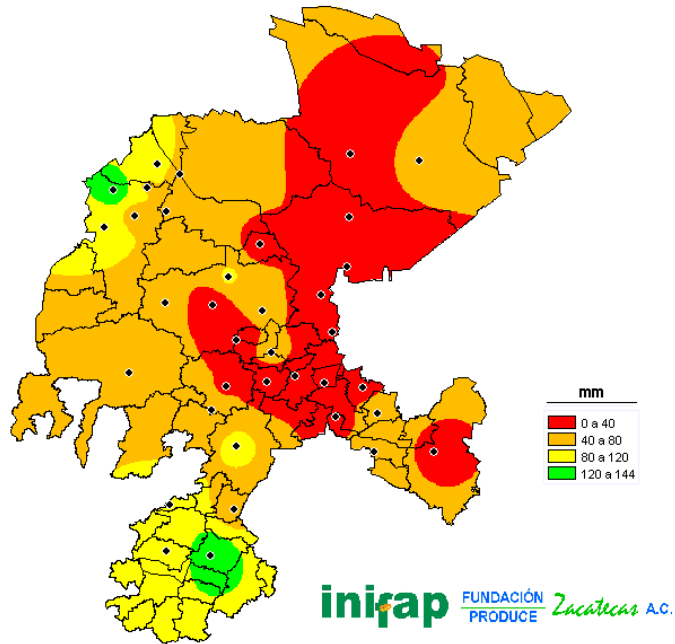 mm
0 a 40
40 a 80
80 a 120
120 a 144
inifap
FUNDACIÓN
PRODUCE
Zacatecas A.C.